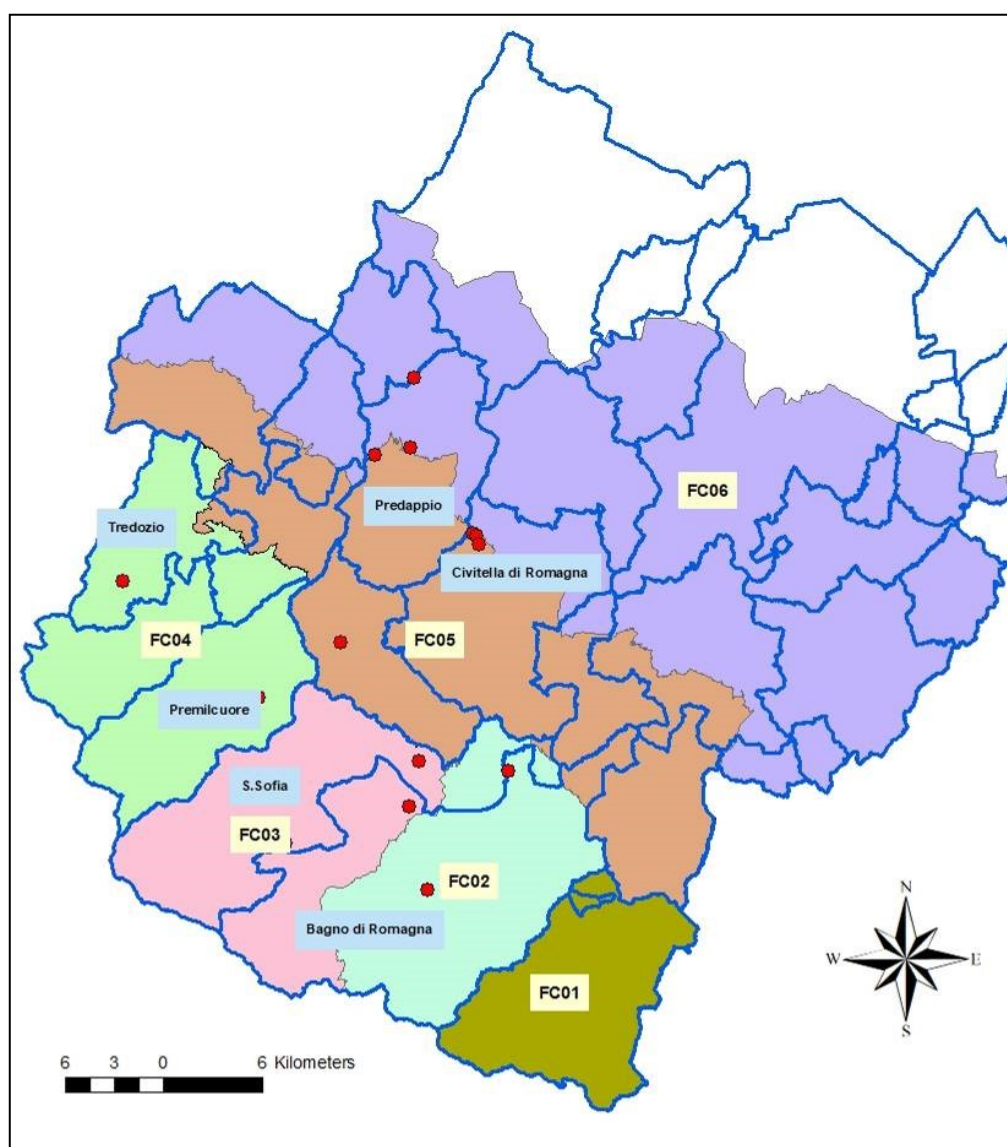 FC06
Predappio
Tredozio
Civitella di Romagna
FC04
FC05
Premilcuore
S.Sofia
FC03
FC02
Bagno di Romagna
FC01
N
W
E
S
6 3 0 6 Kilometers